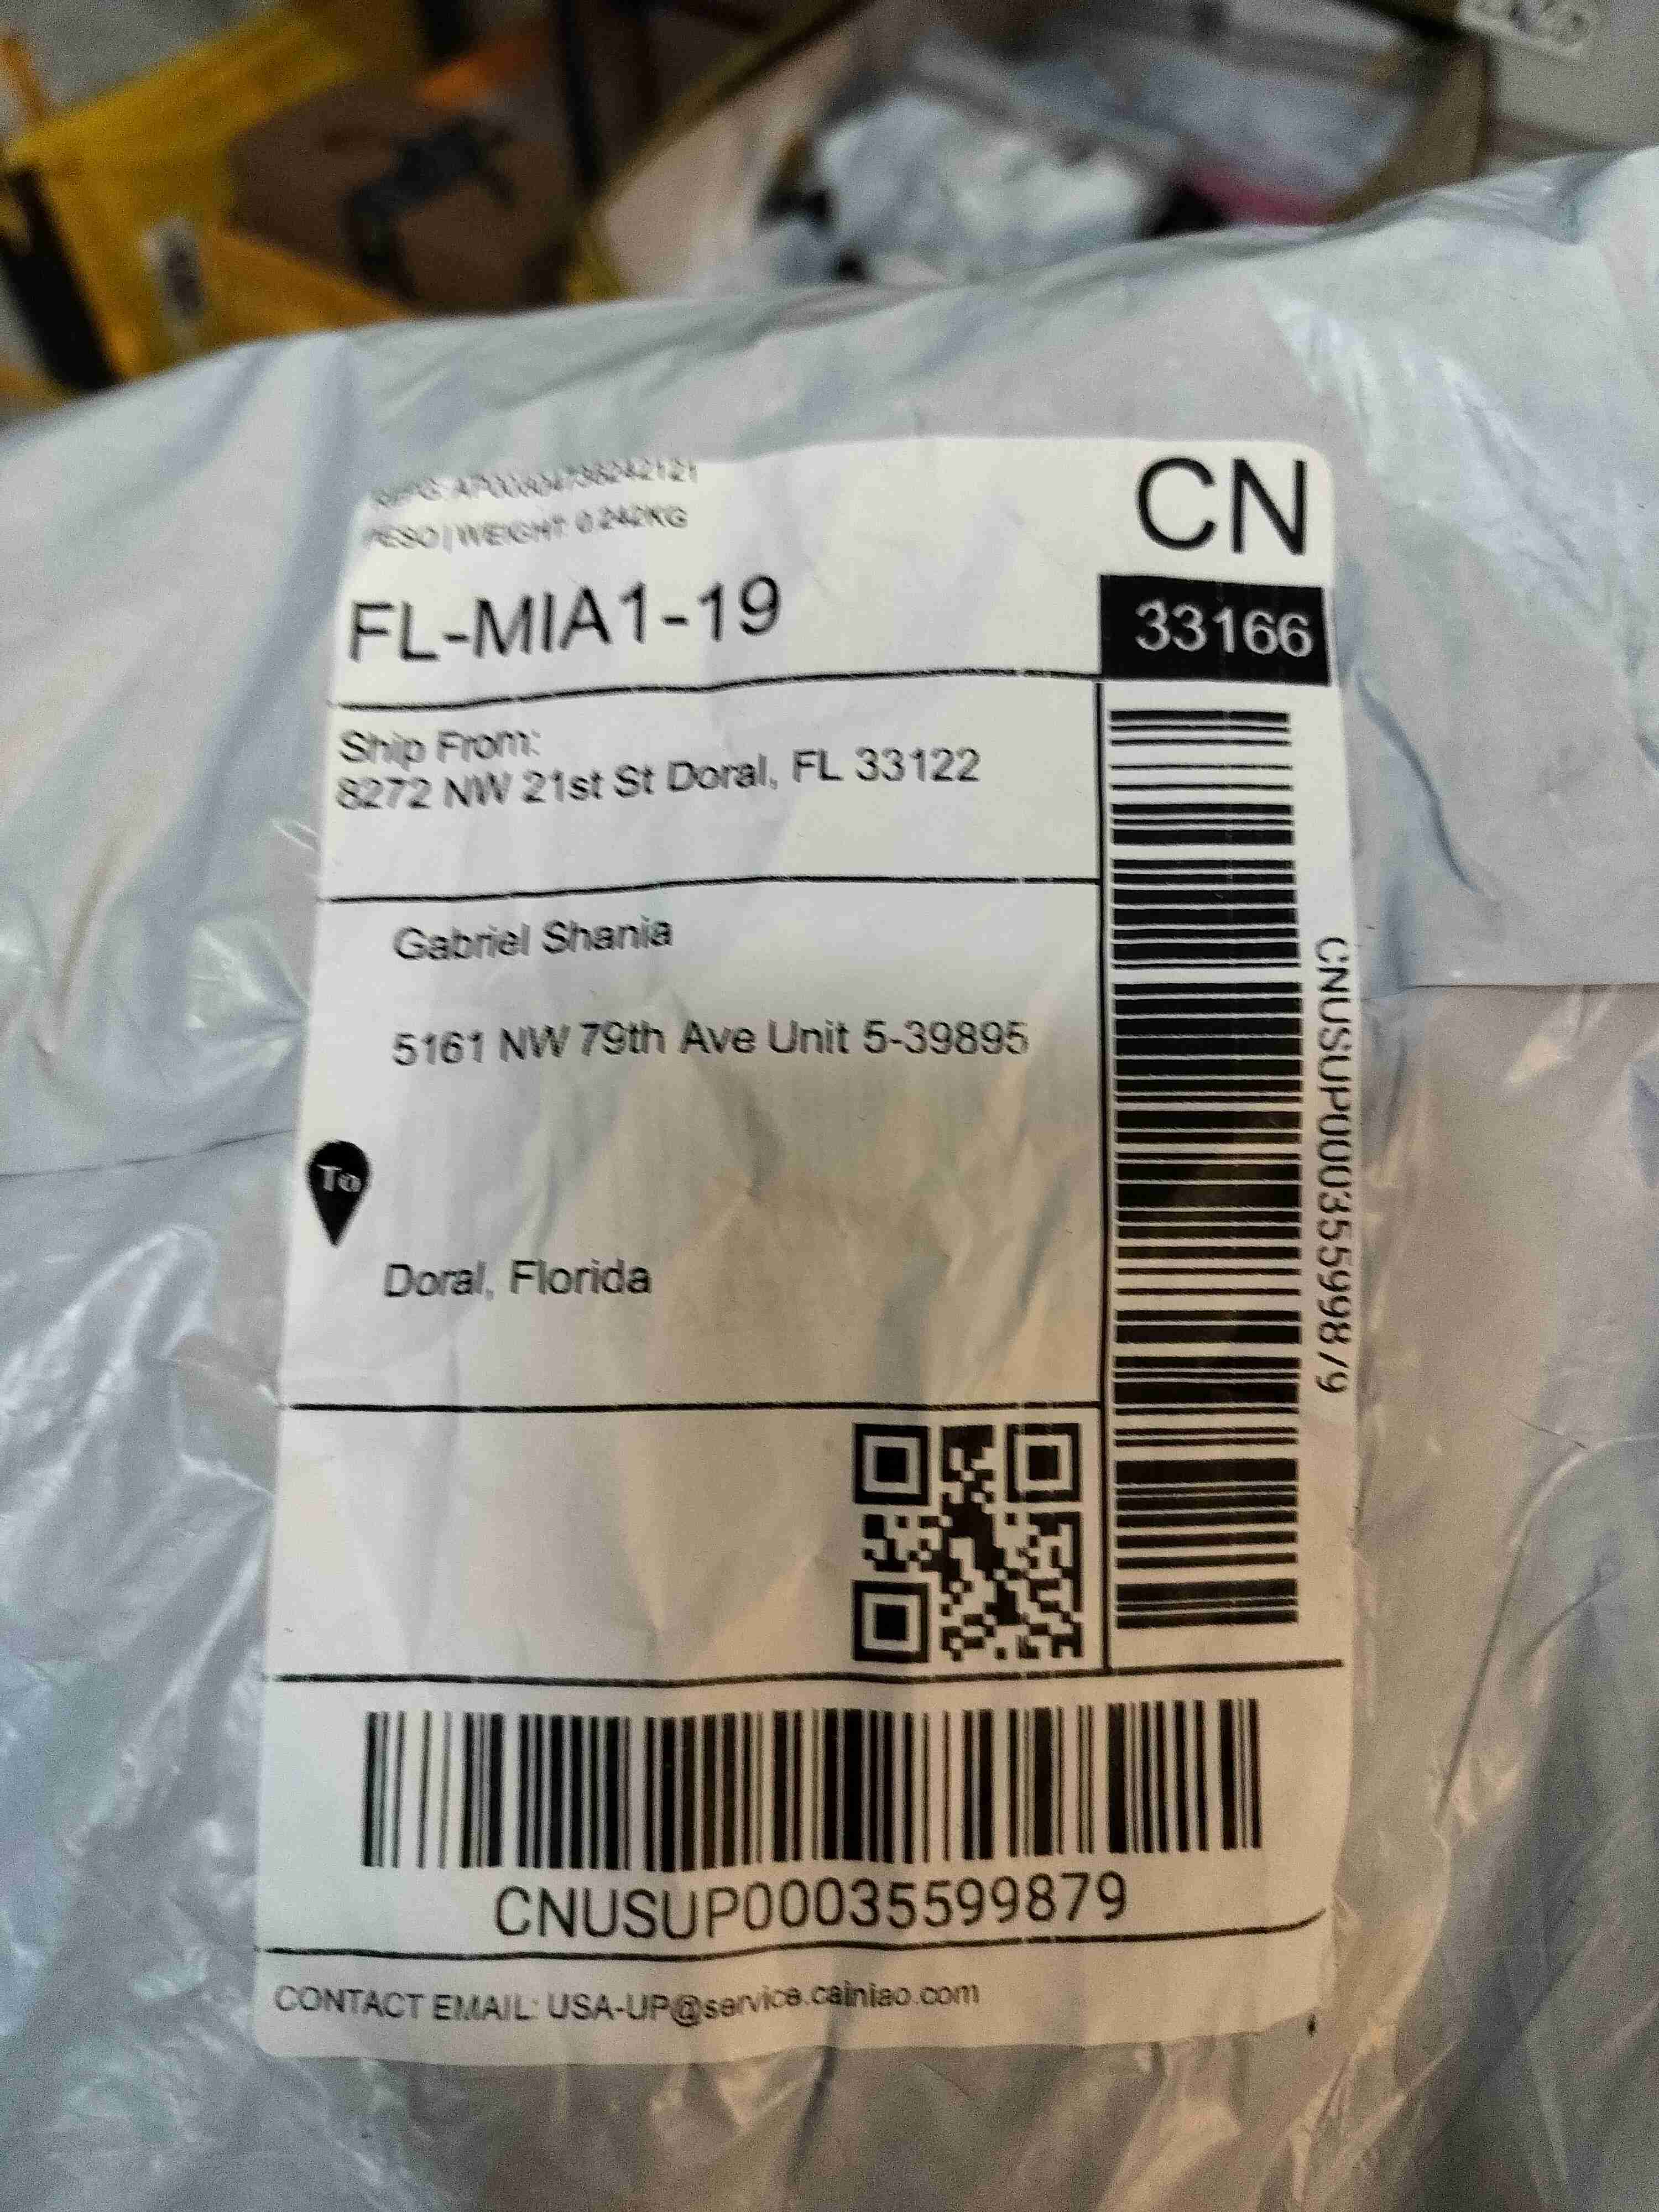 PESO | WEIGHT: 0.242KG
CN
FL-MIA1-19
33166
Ship From:
8272 NW 21st St Doral, FL 33122
Gabriel Shania
5161 NW 79th Ave Unit 5-39895
To
Doral, Florida
CNUSUP00035599879
CNUSUP00035599879
CONTACT EMAIL: USA-UP@service.cainiao.com